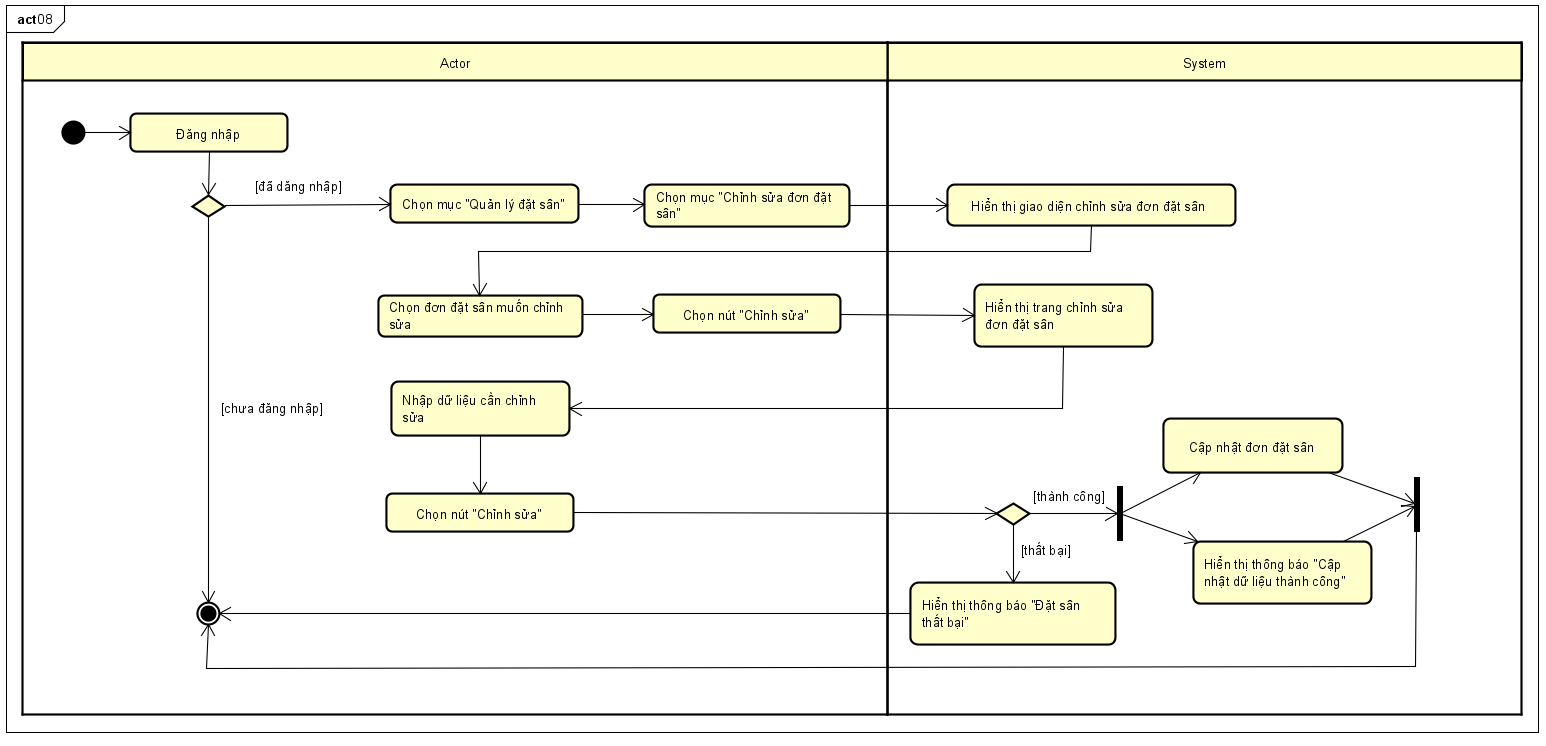 act08
Actor
System
Đăng nhập
[đã dăng nhập]
Chọn mục "Quản lý đặt sân"
Chọn mục "Chỉnh sửa đơn đặt
sân"
Hiển thị giao diện chỉnh sửa đơn đặt sân
Chọn đơn đặt sân muốn chỉnh
sửa
Chọn nút "Chỉnh sửa"
Hiển thị trang chỉnh sửa
đơn đặt sân
Nhập dữ liệu cần chỉnh
sửa
[chưa đăng nhập]
Chọn nút "Chỉnh sửa"
[thành công]
Cập nhật đơn đặt sân
[thất bại]
Hiển thị thông báo "Cập
nhật dữ liệu thành công"
Hiển thị thông báo "Đặt sân
thất bại"